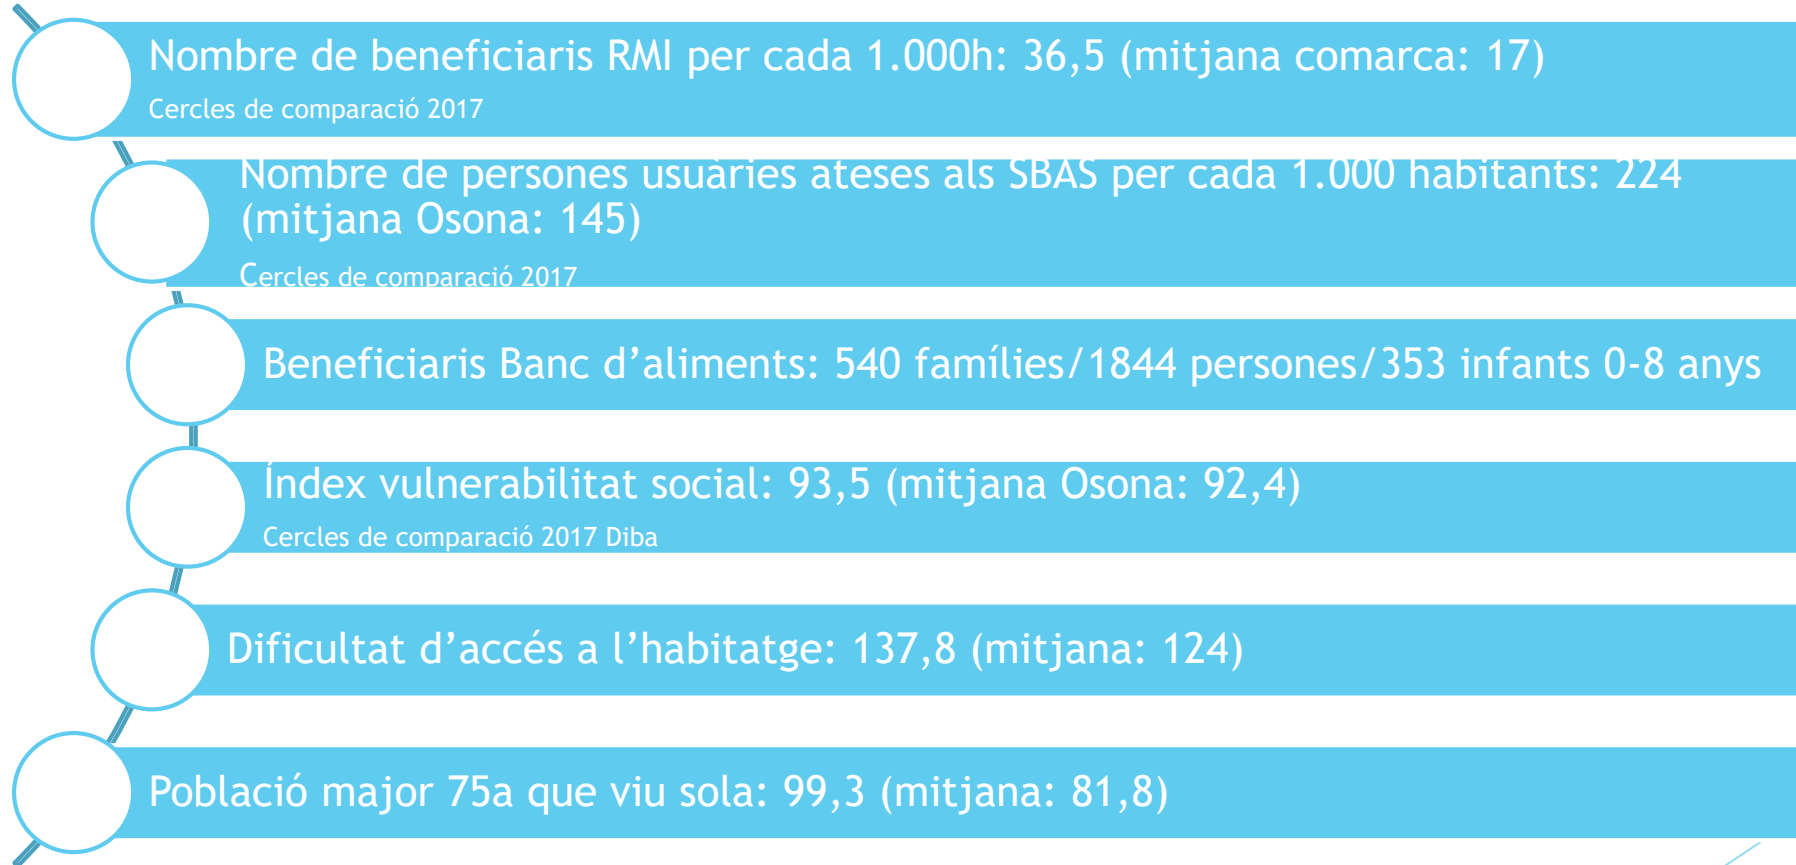 Nombre de beneficiaris RMI per cada 1.000h: 36,5 (mitjana comarca: 17)
Cercles de comparació 2017
Nombre de persones usuàries ateses als SBAS per cada 1.000 habitants: 224
(mitjana Osona: 145)
Cercles de comparació 2017
Beneficiaris Banc d’aliments: 540 famílies/1844 persones/353 infants 0-8 anys
Índex vulnerabilitat social: 93,5 (mitjana Osona: 92,4)
Cercles de comparació 2017 Diba
Dificultat d’accés a l’habitatge: 137,8 (mitjana: 124)
Població major 75a que viu sola: 99,3 (mitjana: 81,8)